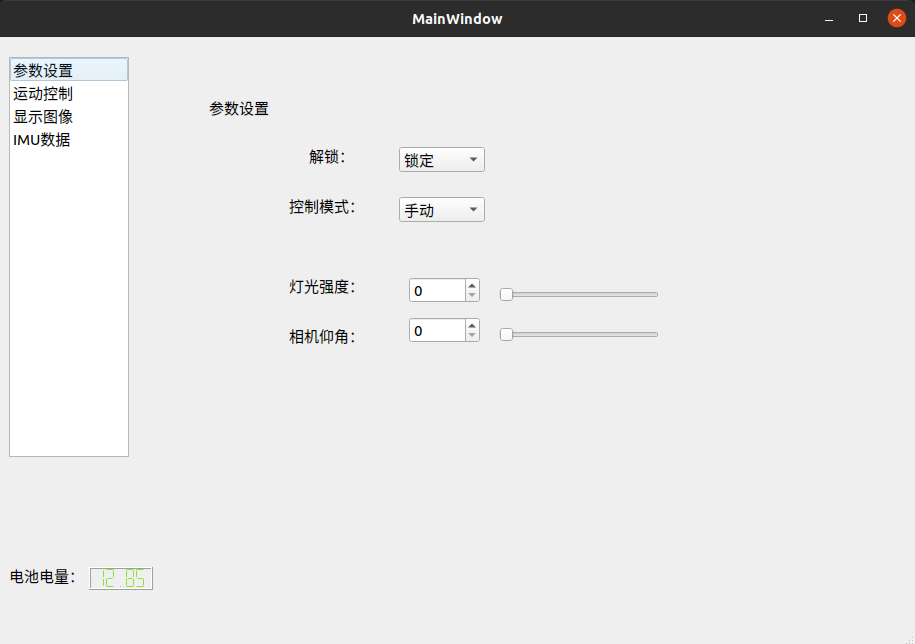 MainWindow
参数设置
运动控制
显示图像
IMU数据
参数设置
解锁： 锁定
控制模式： 手动
灯光强度： 0
相机仰角： 0
电池电量： 12.85